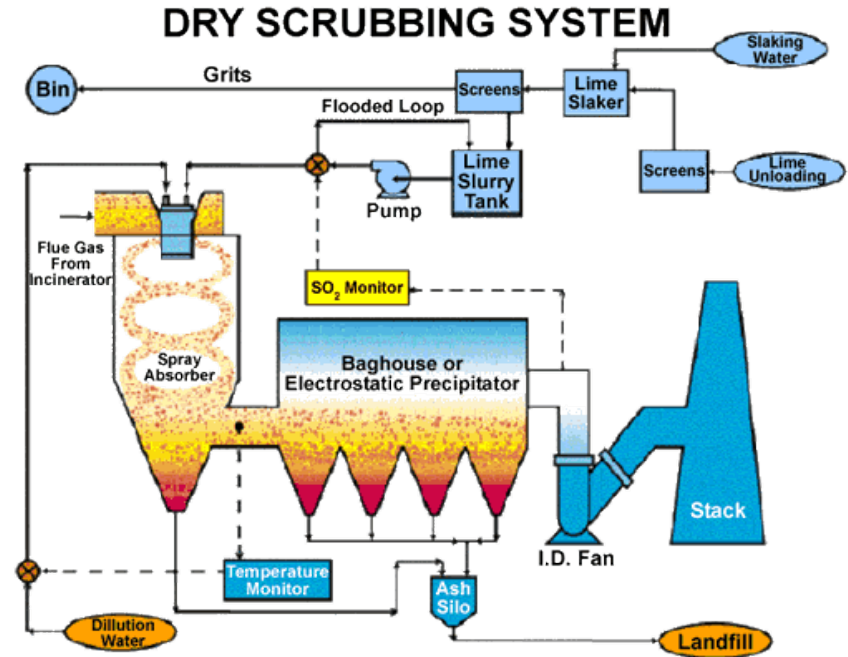 DRY SCRUBBING SYSTEM
Slaking
Water
Bin
Grits
Screens
Lime
Slaker
Flooded Loop
Lime
Slurry
Tank
Pump
Screens
Lime
Unloading
Flue Gas
From
Incinerator
SO₂ Monitor
Spray
Absorber
Baghouse or
Electrostatic Precipitator
Stack
I.D. Fan
Temperature
Monitor
Ash
Silo
Dillution
Water
Landfill